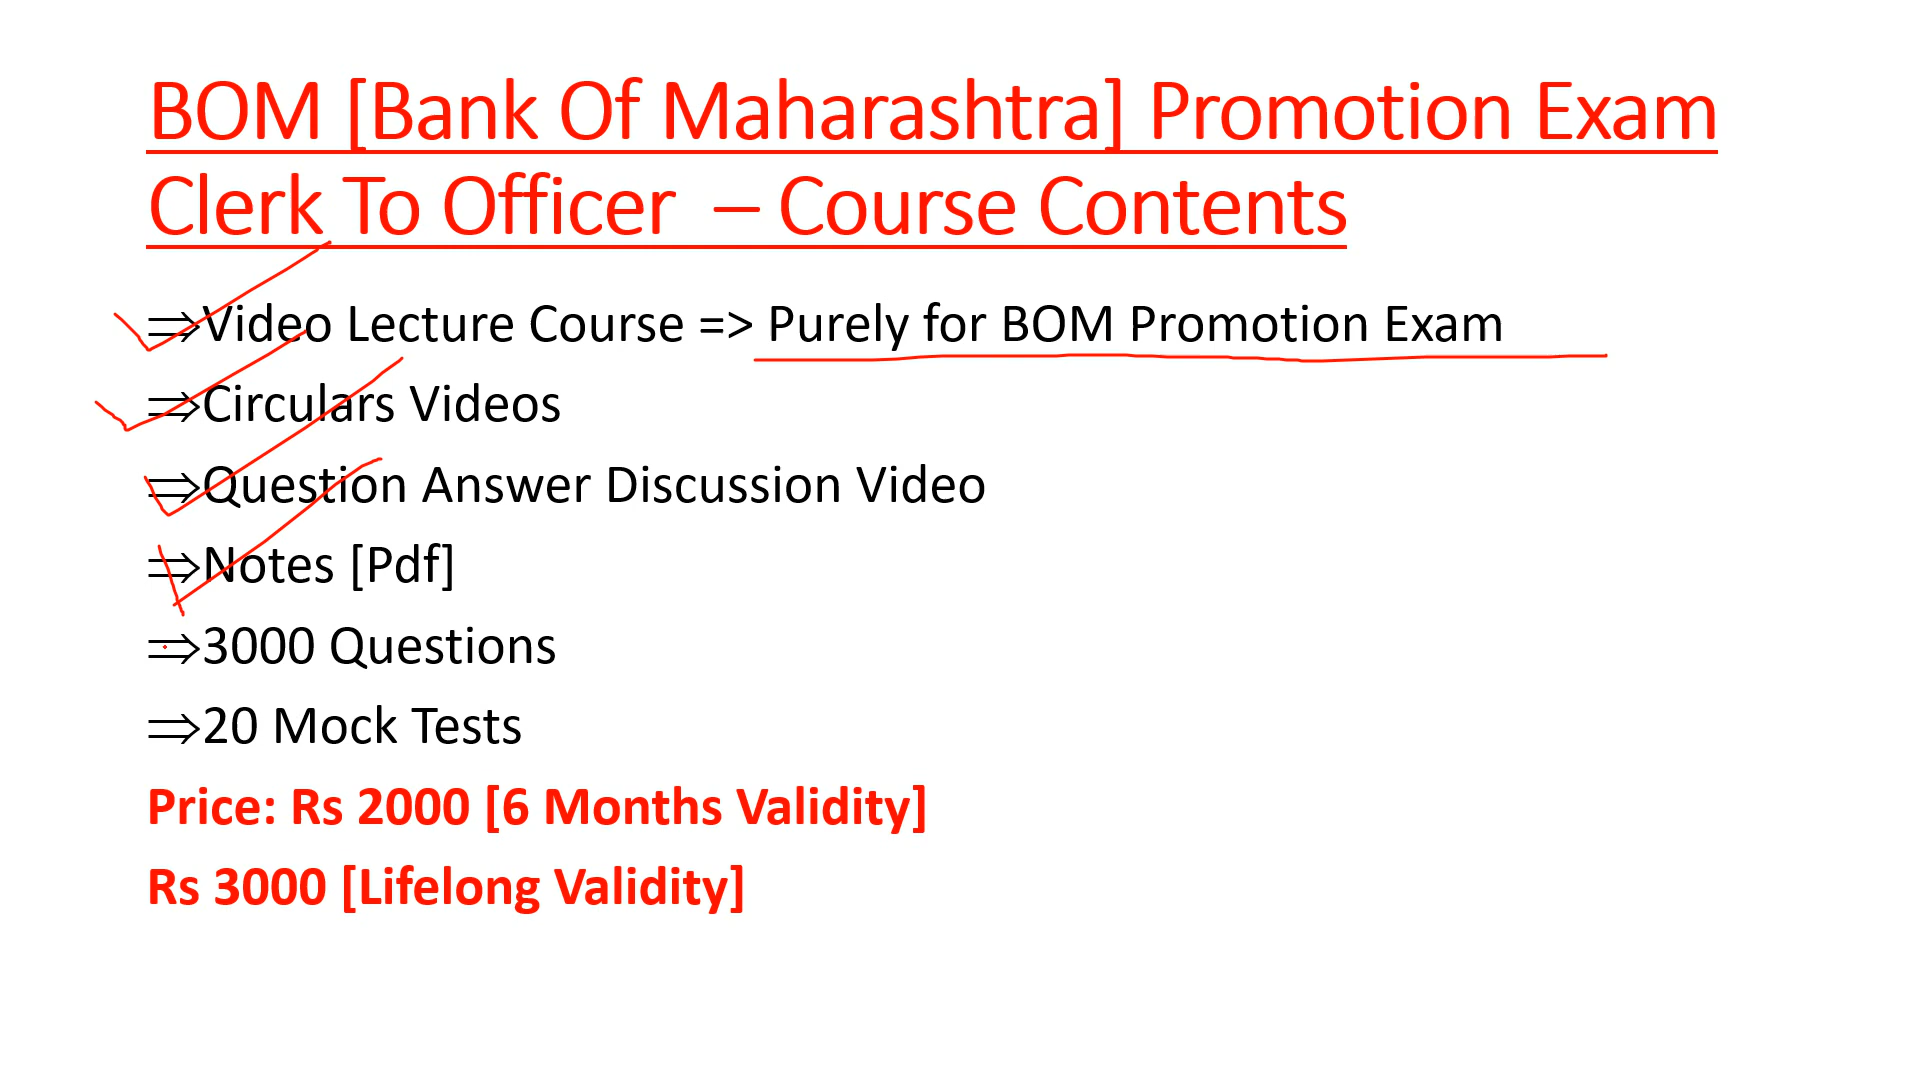 BOM [Bank Of Maharashtra] Promotion Exam
Clerk To Officer – Course Contents
⇒Video Lecture Course => Purely for BOM Promotion Exam
⇒Circulars Videos
⇒Question Answer Discussion Video
⇒Notes [Pdf]
⇒3000 Questions
⇒20 Mock Tests
Price: Rs 2000 [6 Months Validity]
Rs 3000 [Lifelong Validity]